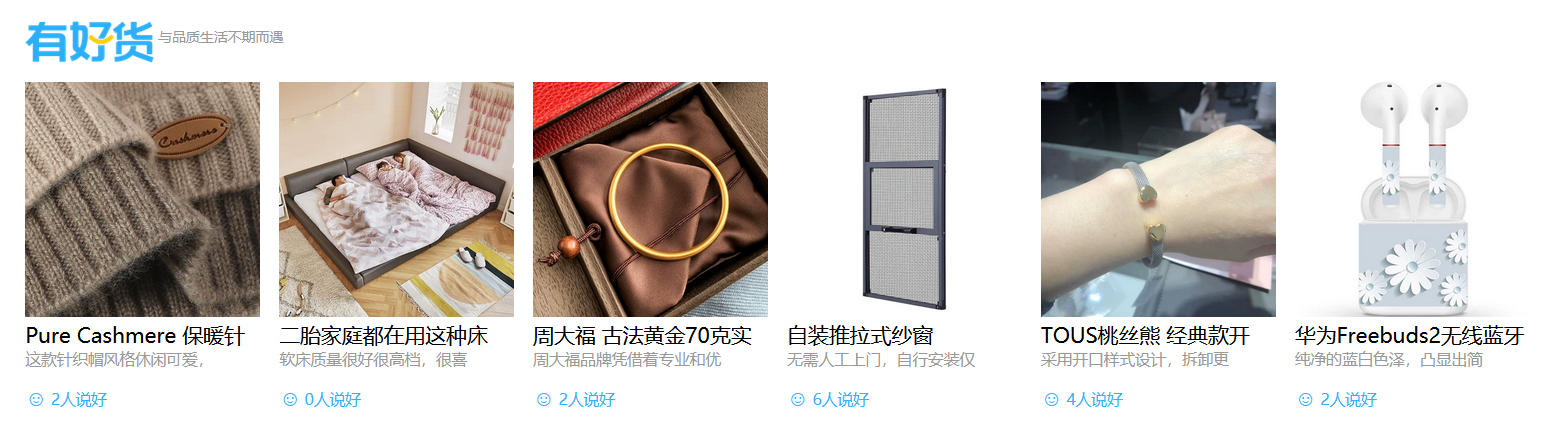 有好货 与品质生活不期而遇
Cashmere
Pure Cashmere 保暖针
这款针织帽风格休闲可爱，
2人说好
二胎家庭都在用这种床
软床质量很好很高档，很喜
0人说好
周大福 古法黄金70克实
周大福品牌凭借着专业和优
2人说好
自装推拉式纱窗
无需人工上门，自行安装仅
6人说好
TOUS桃丝熊 经典款开
采用开口样式设计，拆卸更
4人说好
华为Freebuds2无线蓝牙
纯净的蓝白色泽，凸显出简
2人说好